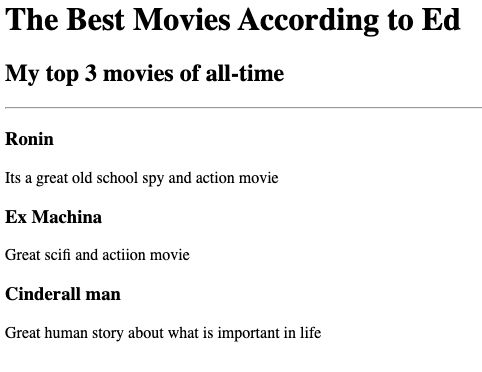 The Best Movies According to Ed
My top 3 movies of all-time
Ronin
Its a great old school spy and action movie
Ex Machina
Great scifi and actiion movie
Cinderall man
Great human story about what is important in life